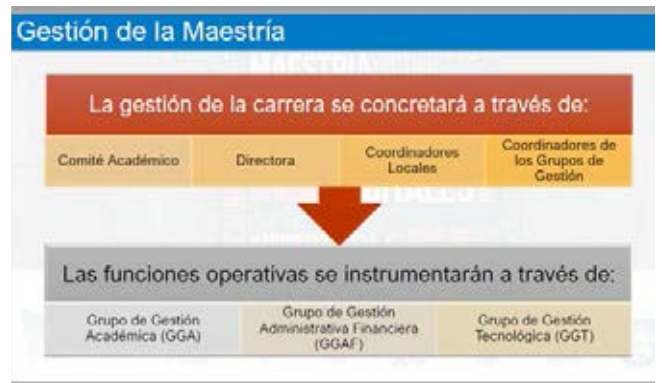 Gestión de la Maestría
La gestión de la carrera se concretará a través de:
Comité Académico
Directora
Coordinadores
Locales
Coordinadores de
los Grupos de
Gestión
Las funciones operativas se instrumentarán a través de:
Grupo de Gestión
Académica (GGA)
Grupo de Gestión
Administrativa Financiera
(GGAF)
Grupo de Gestión
Tecnológica (GGT)